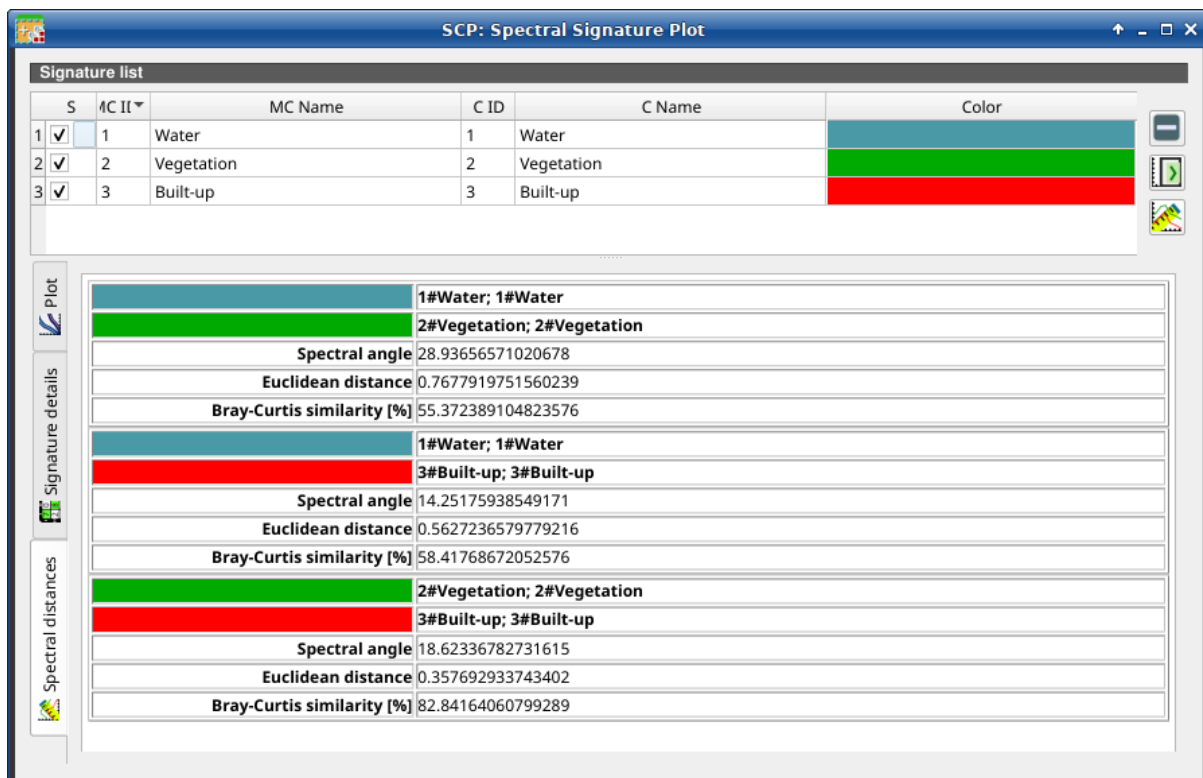 SCP: Spectral Signature Plot
Signature list
S MC ID MC Name C ID C Name Color
1 1 Water 1 Water
2 2 Vegetation 2 Vegetation
3 3 Built-up 3 Built-up
Plot
Signature details
Spectral distances
1#Water; 1#Water
2#Vegetation; 2#Vegetation
Spectral angle 28.93656571020678
Euclidean distance 0.7677919751560239
Bray-Curtis similarity [%] 55.372389104823576
1#Water; 1#Water
3#Built-up; 3#Built-up
Spectral angle 14.25175938549171
Euclidean distance 0.5627236579779216
Bray-Curtis similarity [%] 58.41768672052576
2#Vegetation; 2#Vegetation
3#Built-up; 3#Built-up
Spectral angle 18.62336782731615
Euclidean distance 0.357692933743402
Bray-Curtis similarity [%] 82.84164060799289